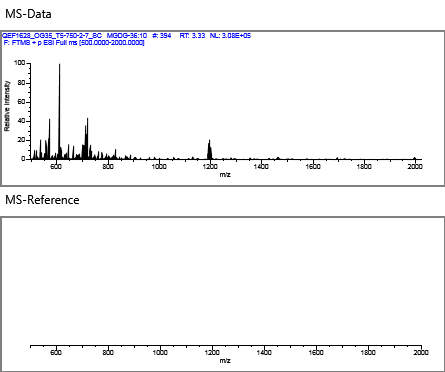 MS-Data
QEF1628_OG35_T5-750-2-7_BC MGDG-36:10 #: 394 RT: 3.33 NL: 3.08E+05
F: FTMS + p ESI Full ms [500.0000-2000.0000]
Relative Intensity
100
80
60
40
20
0
600 800 1000 1200 1400 1600 1800 2000
m/z
MS-Reference
600 800 1000 1200 1400 1600 1800 2000
m/z